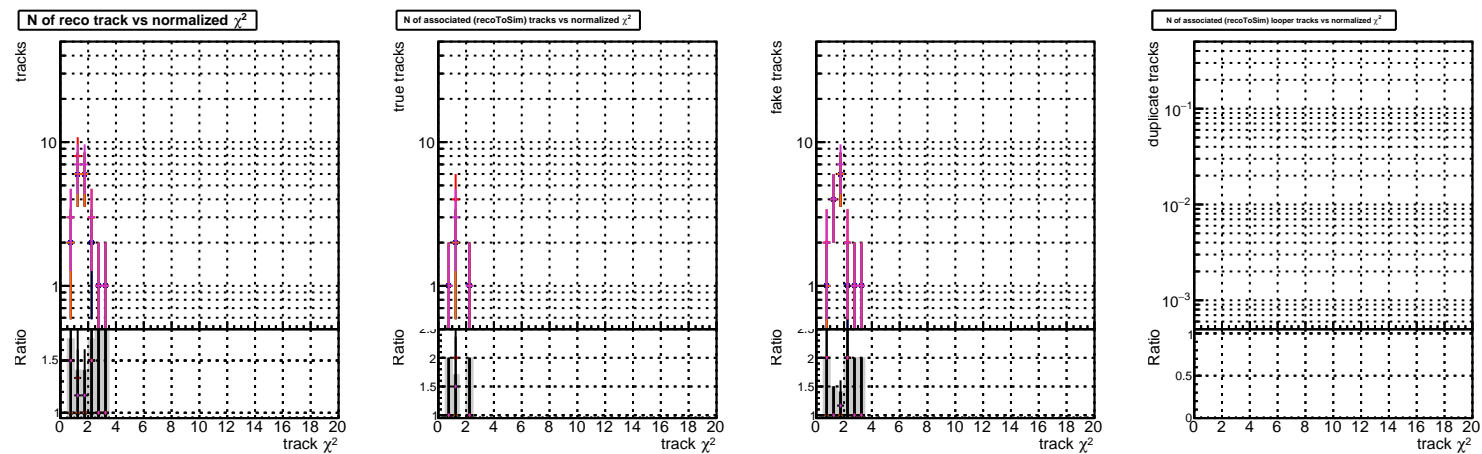 N of reco track vs normalized χ²
tracks
10
1
Ratio
1.5
1
0 2 4 6 8 10 12 14 16 18 20
track χ²
N of associated (recoToSim) tracks vs normalized χ²
true tracks
10
1
Ratio
2.5
2
1.5
1
0 2 4 6 8 10 12 14 16 18 20
track χ²
fake tracks
10
1
Ratio
2.5
2
1.5
1
0 2 4 6 8 10 12 14 16 18 20
track χ²
N of associated (recoToSim) looper tracks vs normalized χ²
duplicate tracks
10⁻¹
10⁻²
10⁻³
Ratio
1
0.5
0
0 2 4 6 8 10 12 14 16 18 20
track χ²